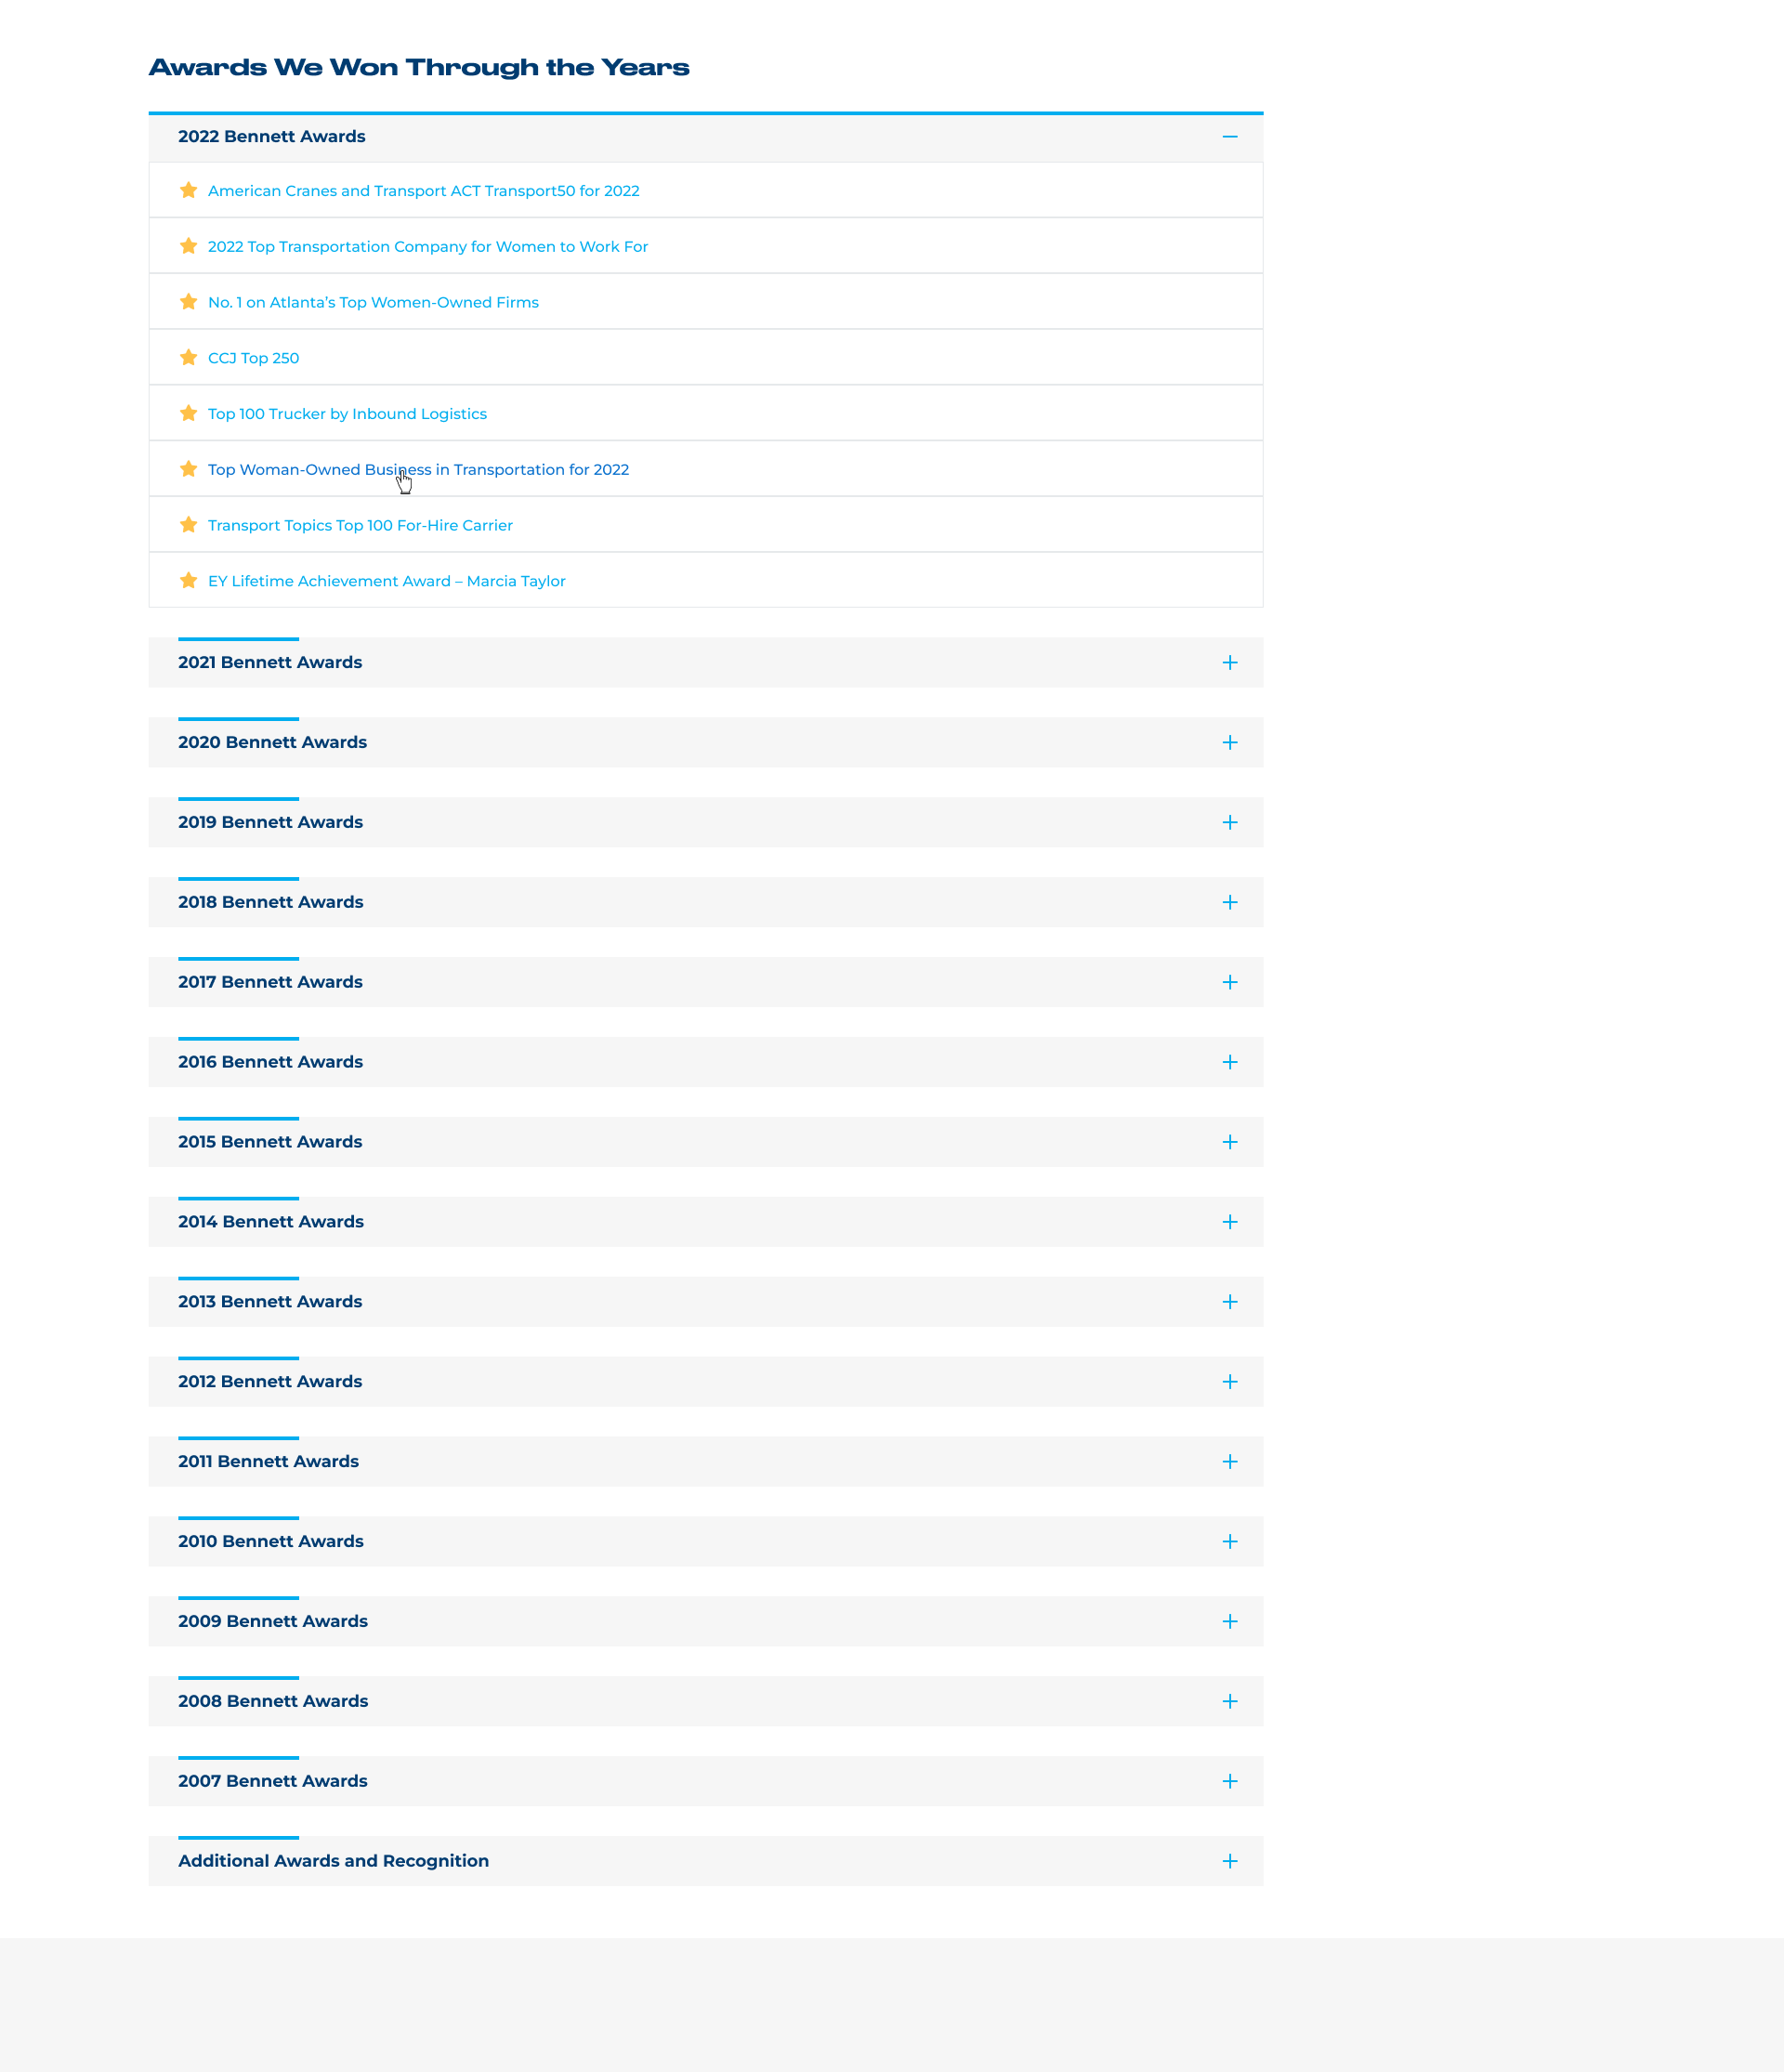 Awards We Won Through the Years
2022 Bennett Awards
American Cranes and Transport ACT Transport50 for 2022
2022 Top Transportation Company for Women to Work For
No. 1 on Atlanta’s Top Women-Owned Firms
CCJ Top 250
Top 100 Trucker by Inbound Logistics
Top Woman-Owned Business in Transportation for 2022
Transport Topics Top 100 For-Hire Carrier
EY Lifetime Achievement Award – Marcia Taylor
2021 Bennett Awards
2020 Bennett Awards
2019 Bennett Awards
2018 Bennett Awards
2017 Bennett Awards
2016 Bennett Awards
2015 Bennett Awards
2014 Bennett Awards
2013 Bennett Awards
2012 Bennett Awards
2011 Bennett Awards
2010 Bennett Awards
2009 Bennett Awards
2008 Bennett Awards
2007 Bennett Awards
Additional Awards and Recognition